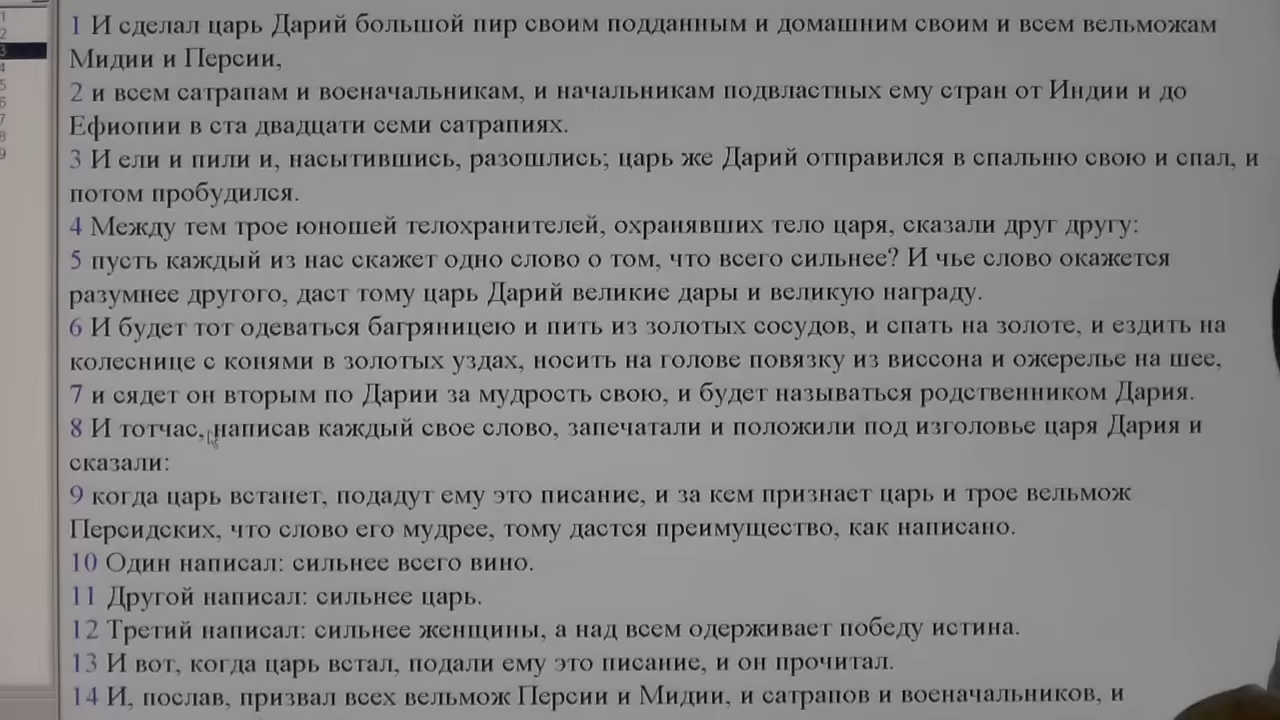 1 И сделал царь Дарий большой пир своим подданным и домашним своим и всем вельможам
Мидии и Персии,
2 и всем сатрапам и военачальникам, и начальникам подвластных ему стран от Индии и до
Ефиопии в ста двадцати семи сатрапиях.
3 И ели и пили и, насытившись, разошлись; царь же Дарий отправился в спальню свою и спал, и
потом пробудился.
4 Между тем трое юношей телохранителей, охранявших тело царя, сказали друг другу:
5 пусть каждый из нас скажет одно слово о том, что всего сильнее? И чье слово окажется
разумнее другого, даст тому царь Дарий великие дары и великую награду.
6 И будет тот одеваться багряницею и пить из золотых сосудов, и спать на золоте, и ездить на
колеснице с конями в золотых уздах, носить на голове повязку из виссона и ожерелье на шее,
7 и сядет он вторым по Дарии за мудрость свою, и будет называться родственником Дария.
8 И тотчас, написав каждый свое слово, запечатали и положили под изголовье царя Дария и
сказали:
9 когда царь встанет, подадут ему это писание, и за кем признает царь и трое вельмож
Персидских, что слово его мудрее, тому дастся преимущество, как написано.
10 Один написал: сильнее всего вино.
11 Другой написал: сильнее царь.
12 Третий написал: сильнее женщины, а над всем одерживает победу истина.
13 И вот, когда царь встал, подали ему это писание, и он прочитал.
14 И, послав, призвал всех вельмож Персии и Мидии, и сатрапов и военачальников, и